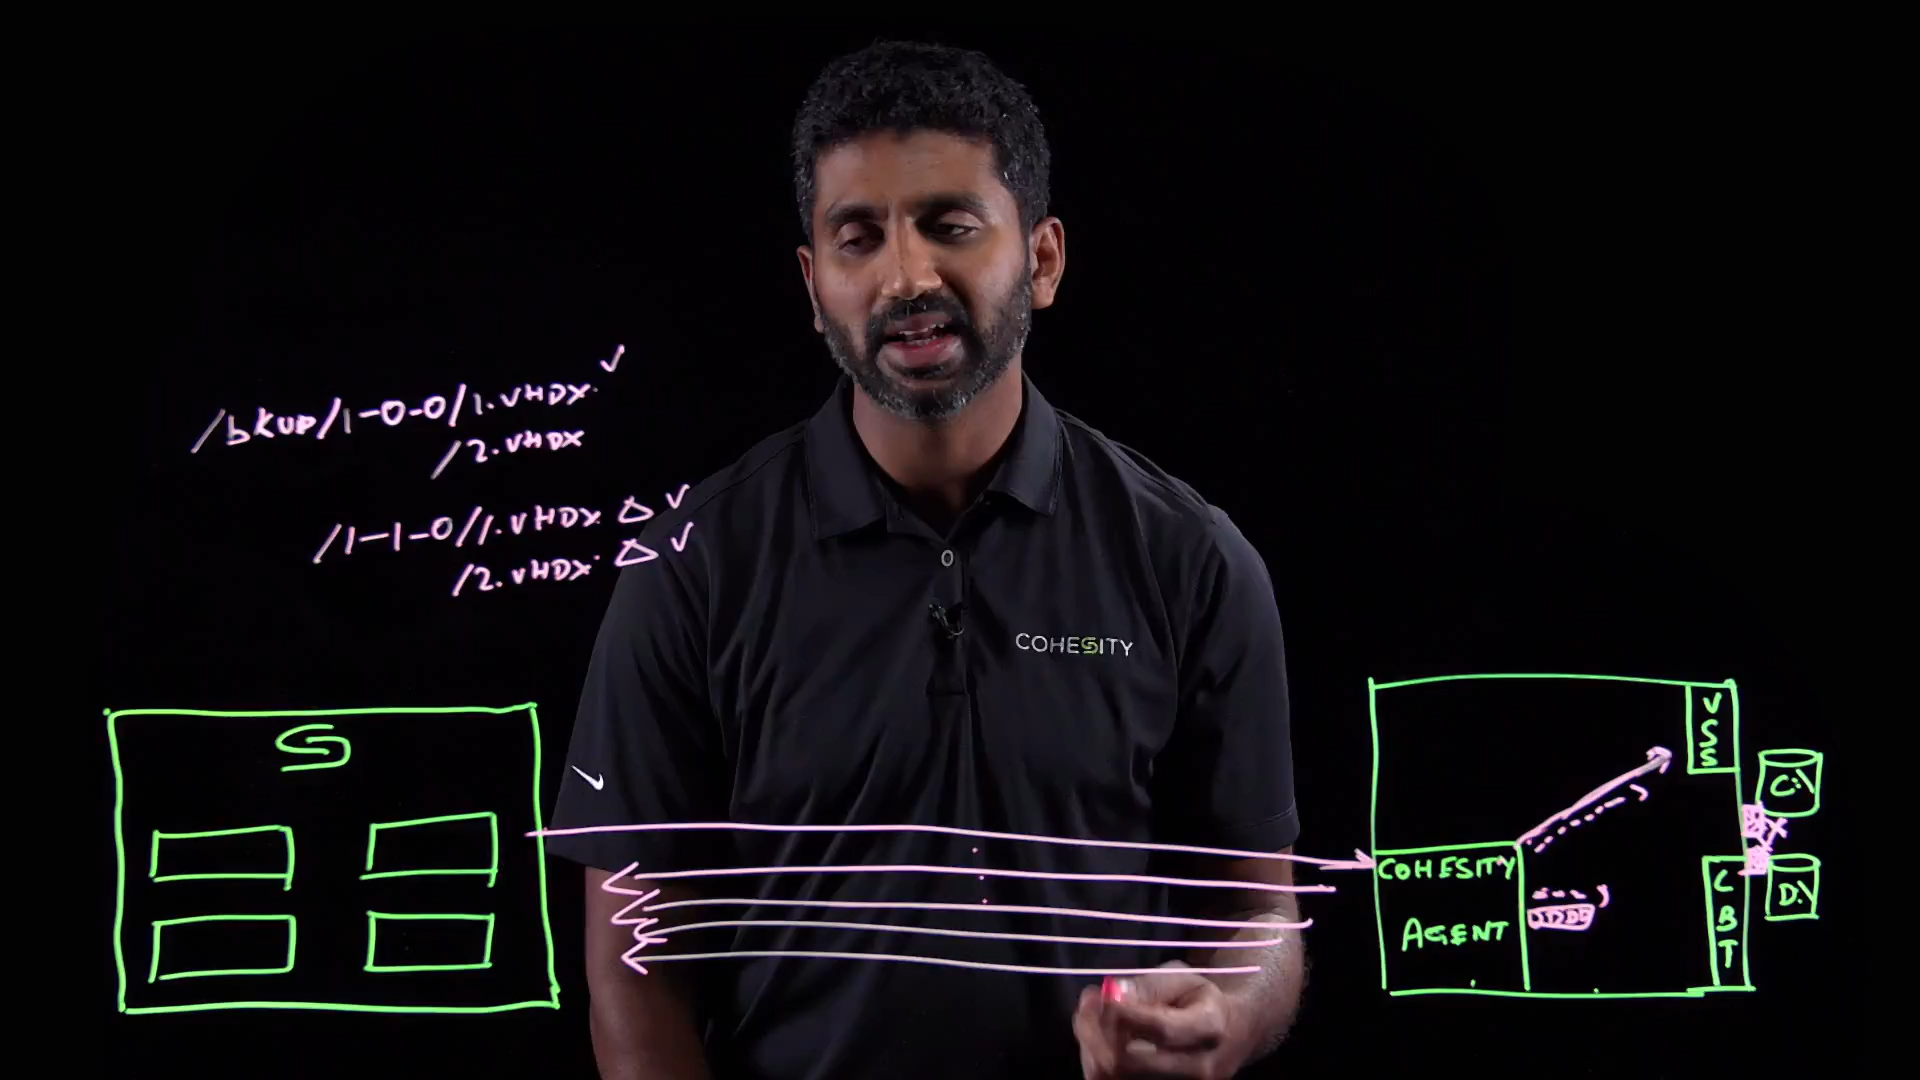 /bkup/1-0-0/1.VHDX ✓
/2.VHDX
/1-1-0//1.VHDX Δ ✓
/2.VHDX Δ ✓
COHESITY
S
VSS
C:\
COHESITY
AGENT
CBT
D:\